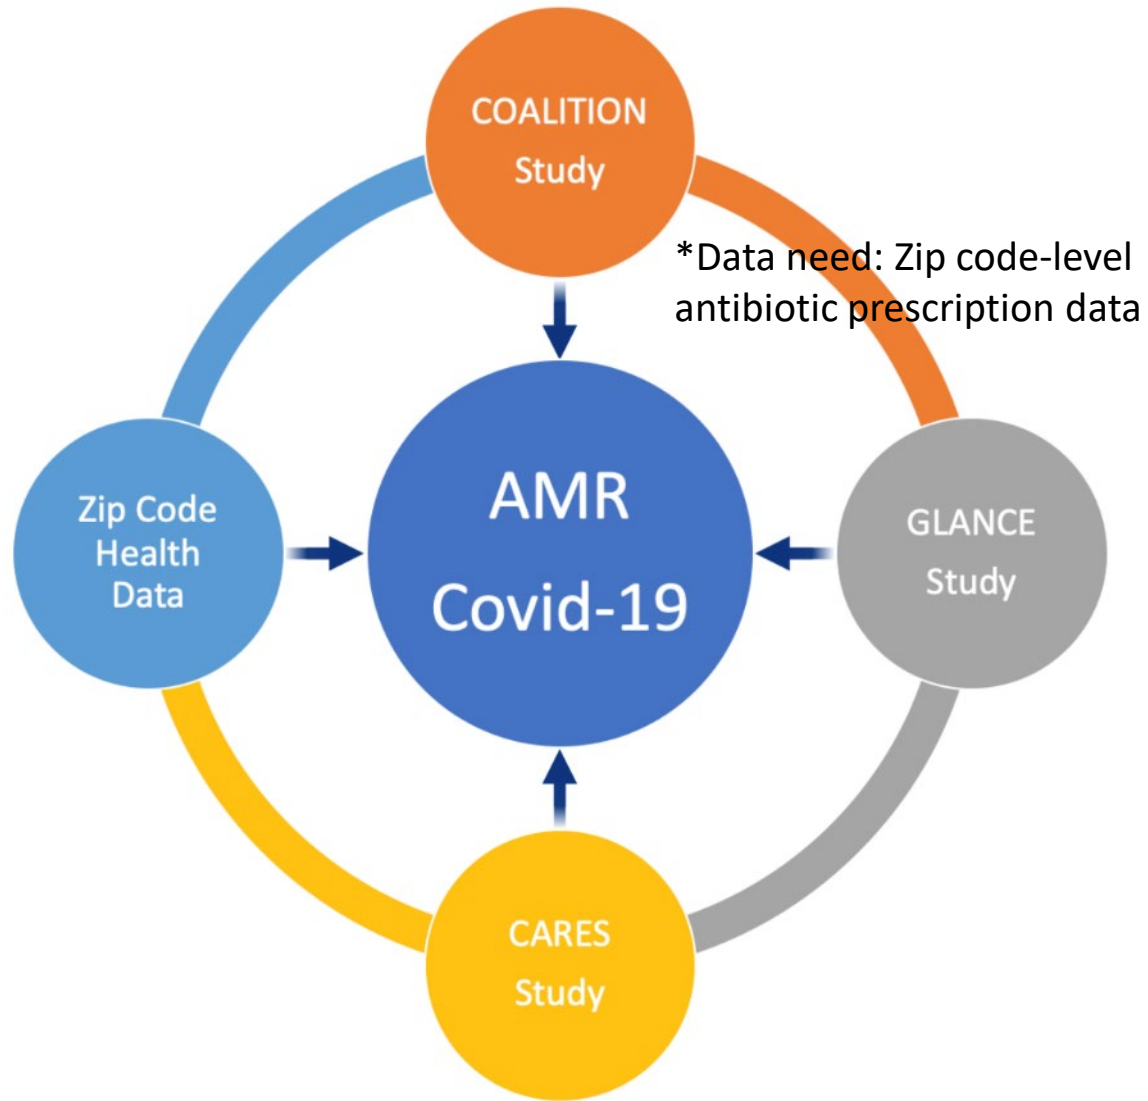 COALITION
Study
*Data need: Zip code-level
antibiotic prescription data
Zip Code
Health
Data
AMR
Covid-19
GLANCE
Study
CARES
Study